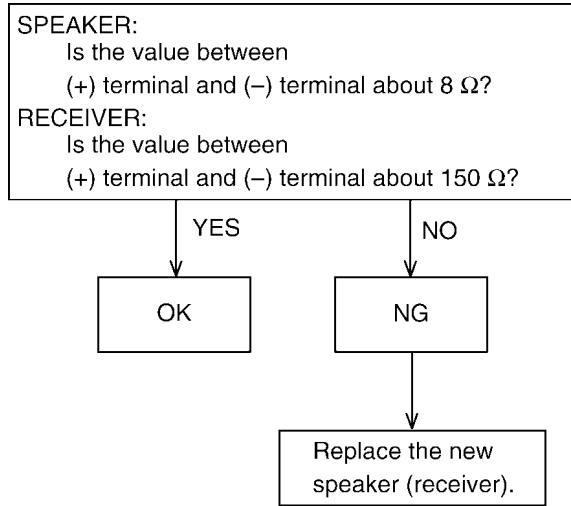 SPEAKER:
Is the value between
(+) terminal and (–) terminal about 8 Ω?
RECEIVER:
Is the value between
(+) terminal and (–) terminal about 150 Ω?
YES
NO
OK
NG
Replace the new
speaker (receiver).